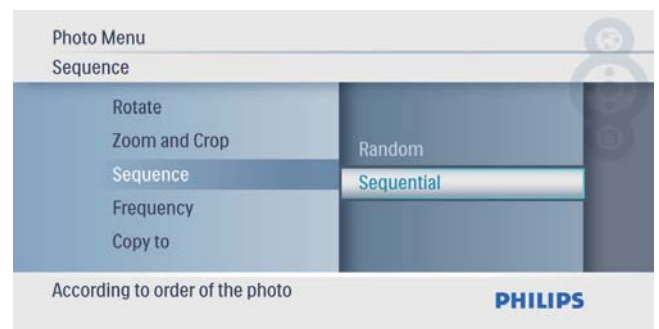 Photo Menu
Sequence
Rotate
Zoom and Crop
Sequence
Frequency
Copy to
Random
Sequential
According to order of the photo
PHILIPS